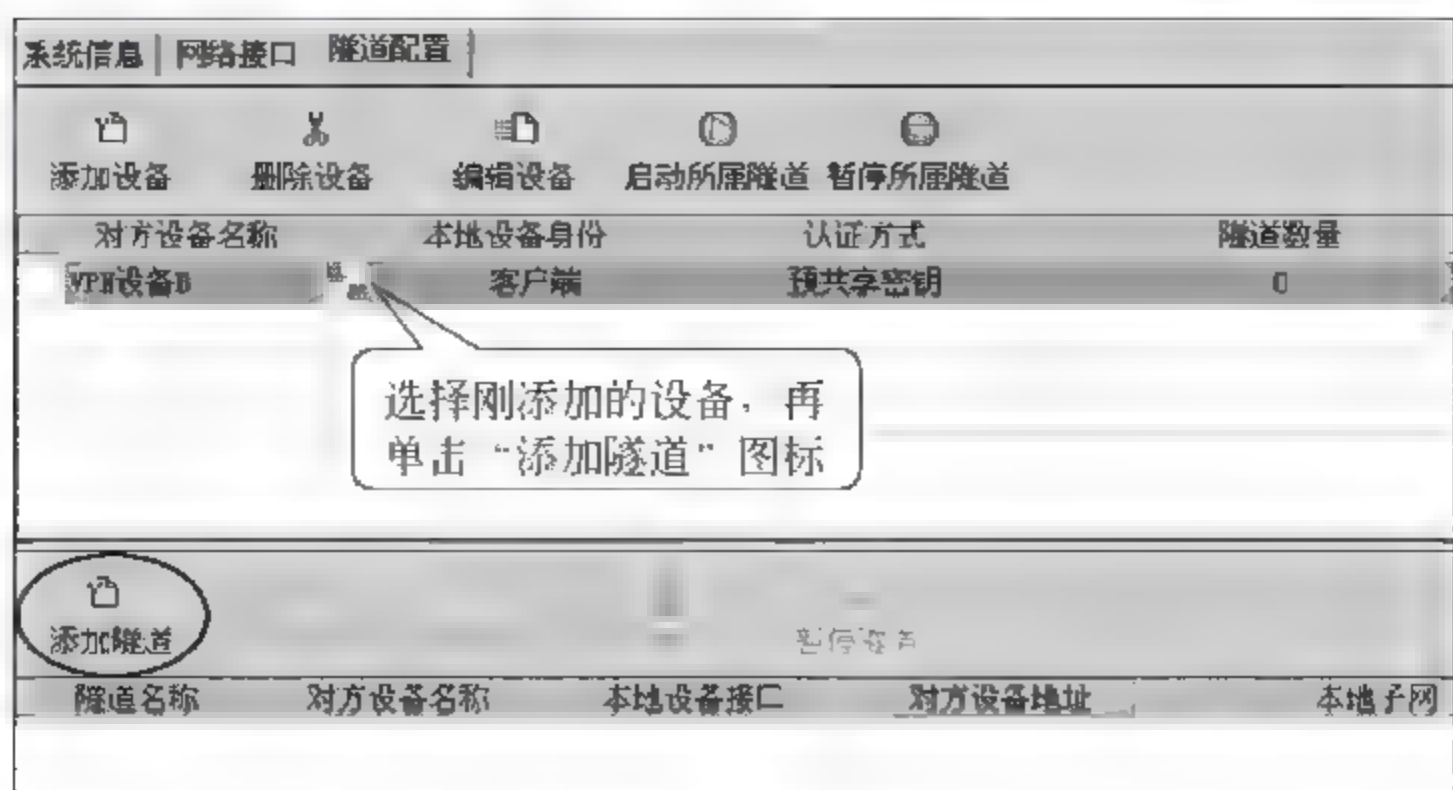 系统信息 网络接口 隧道配置
添加设备 删除设备 编辑设备 启动所属隧道 暂停所属隧道
对方设备名称 本地设备身份 认证方式 隧道数量
VPN设备B 客户端 预共享密钥 0
选择刚添加的设备，再
单击“添加隧道”图标
添加隧道
隧道名称 对方设备名称 本地设备接口 对方设备地址 本地子网